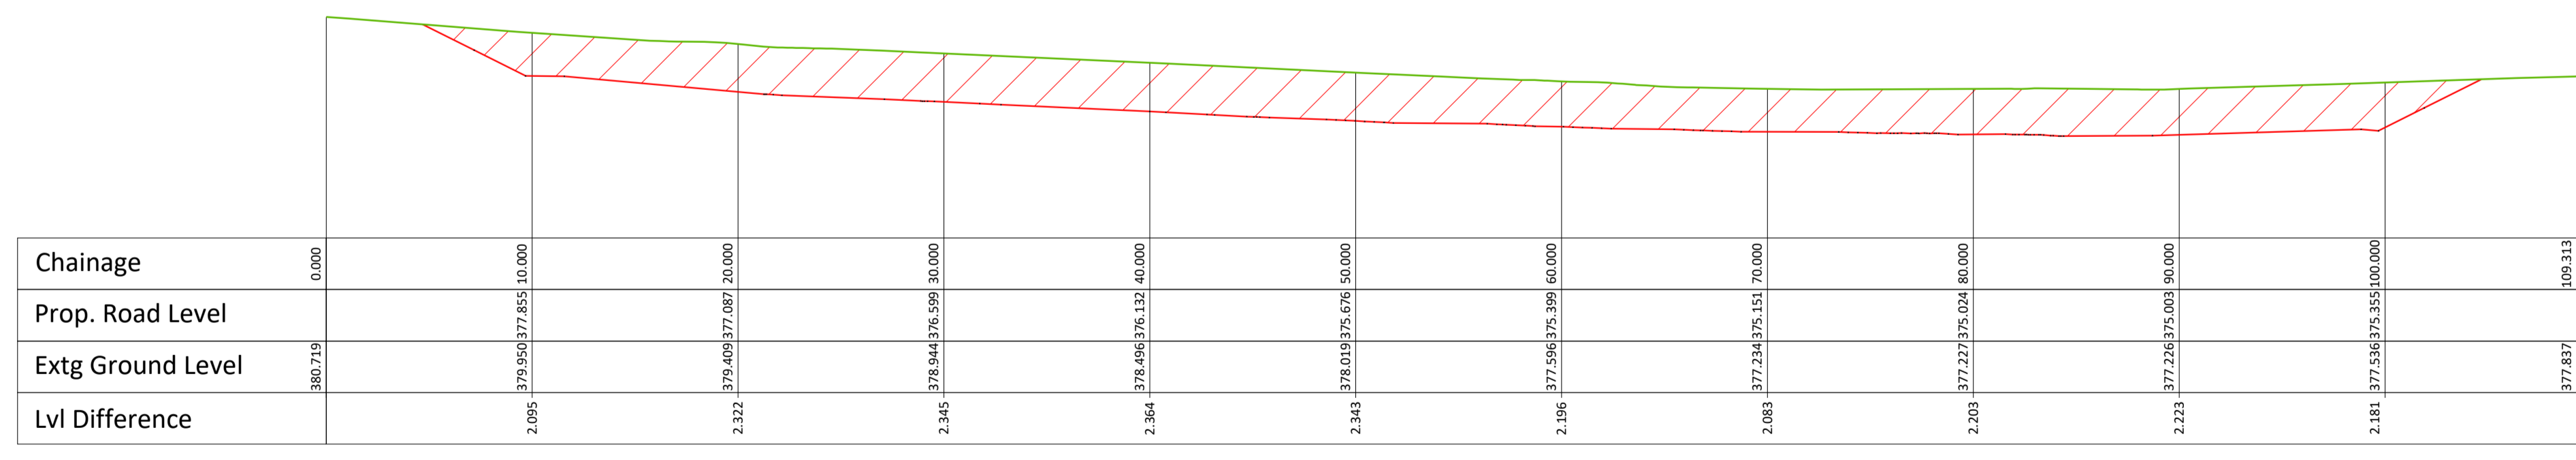 Chainage 0.000 10.000 20.000 30.000 40.000 50.000 60.000 70.000 80.000 90.000 100.000 109.313
Prop. Road Level 377.855 377.087 376.599 376.132 375.676 375.399 375.151 375.024 375.003 375.355
Extg Ground Level 380.719 379.950 379.409 378.944 378.496 378.019 377.596 377.234 377.227 377.226 377.536 377.837
Lvl Difference 2.095 2.322 2.345 2.364 2.343 2.196 2.083 2.203 2.223 2.181